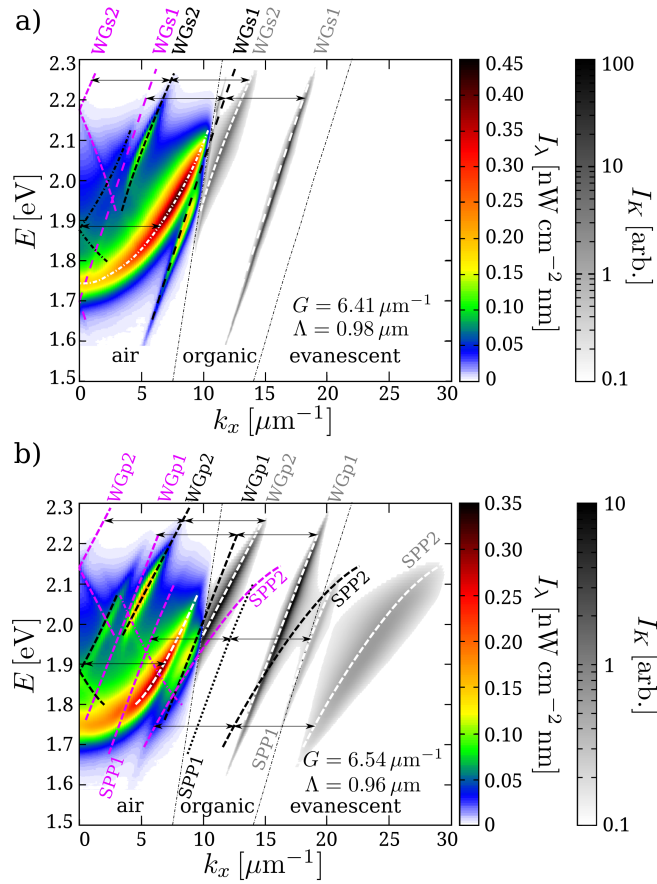 a)
WGs2 WGs1 WGs2 WGs1 WGs2 WGs1
2.3
2.2
2.1
2.0
1.9
1.8
1.7
1.6
1.5
E [eV]
0 5 10 15 20 25 30
k_x [μm⁻¹]
G = 6.41 μm⁻¹
Λ = 0.98 μm
air organic evanescent
0.45
0.4
0.35
0.3
0.25
0.2
0.15
0.1
0.05
0
I_λ [nW cm⁻² nm]
100
10
1
0.1
I_K [arb.]
b)
WGp2 WGp1 WGp2 WGp1 WGp2 WGp1
2.3
2.2
2.1
2.0
1.9
1.8
1.7
1.6
1.5
E [eV]
SPP2 SPP2 SPP2
SPP1 SPP1 SPP1
G = 6.54 μm⁻¹
Λ = 0.96 μm
air organic evanescent
0 5 10 15 20 25 30
k_x [μm⁻¹]
0.35
0.30
0.25
0.20
0.15
0.10
0.05
0
I_λ [nW cm⁻² nm]
10
1
0.1
I_K [arb.]